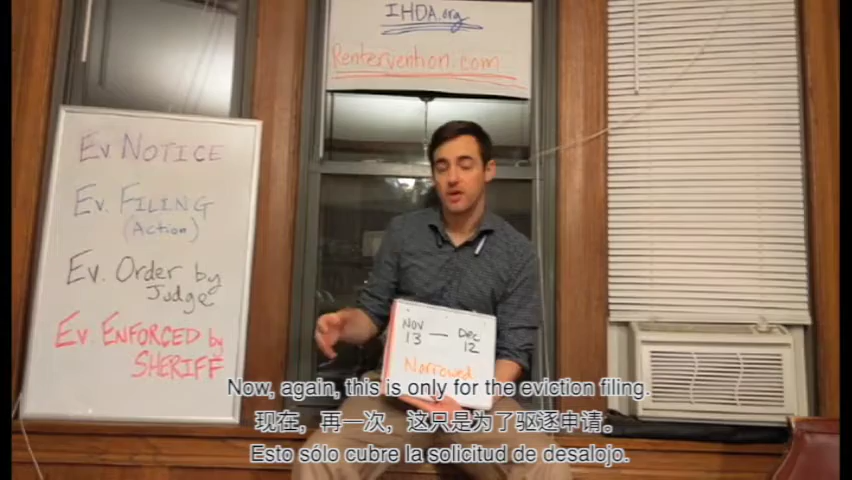 IHDA.org
Rentervention.com
Ev NOTICE
Ev. FILING
(Action)
Ev. Order by
Judge
Ev. ENFORCED by
SHERIFF
Nov
13 — Dec
12
Narrowed
Now, again, this is only for the eviction filing.
现在，再一次，这只是为了驱逐申请。
Esto sólo cubre la solicitud de desalojo.